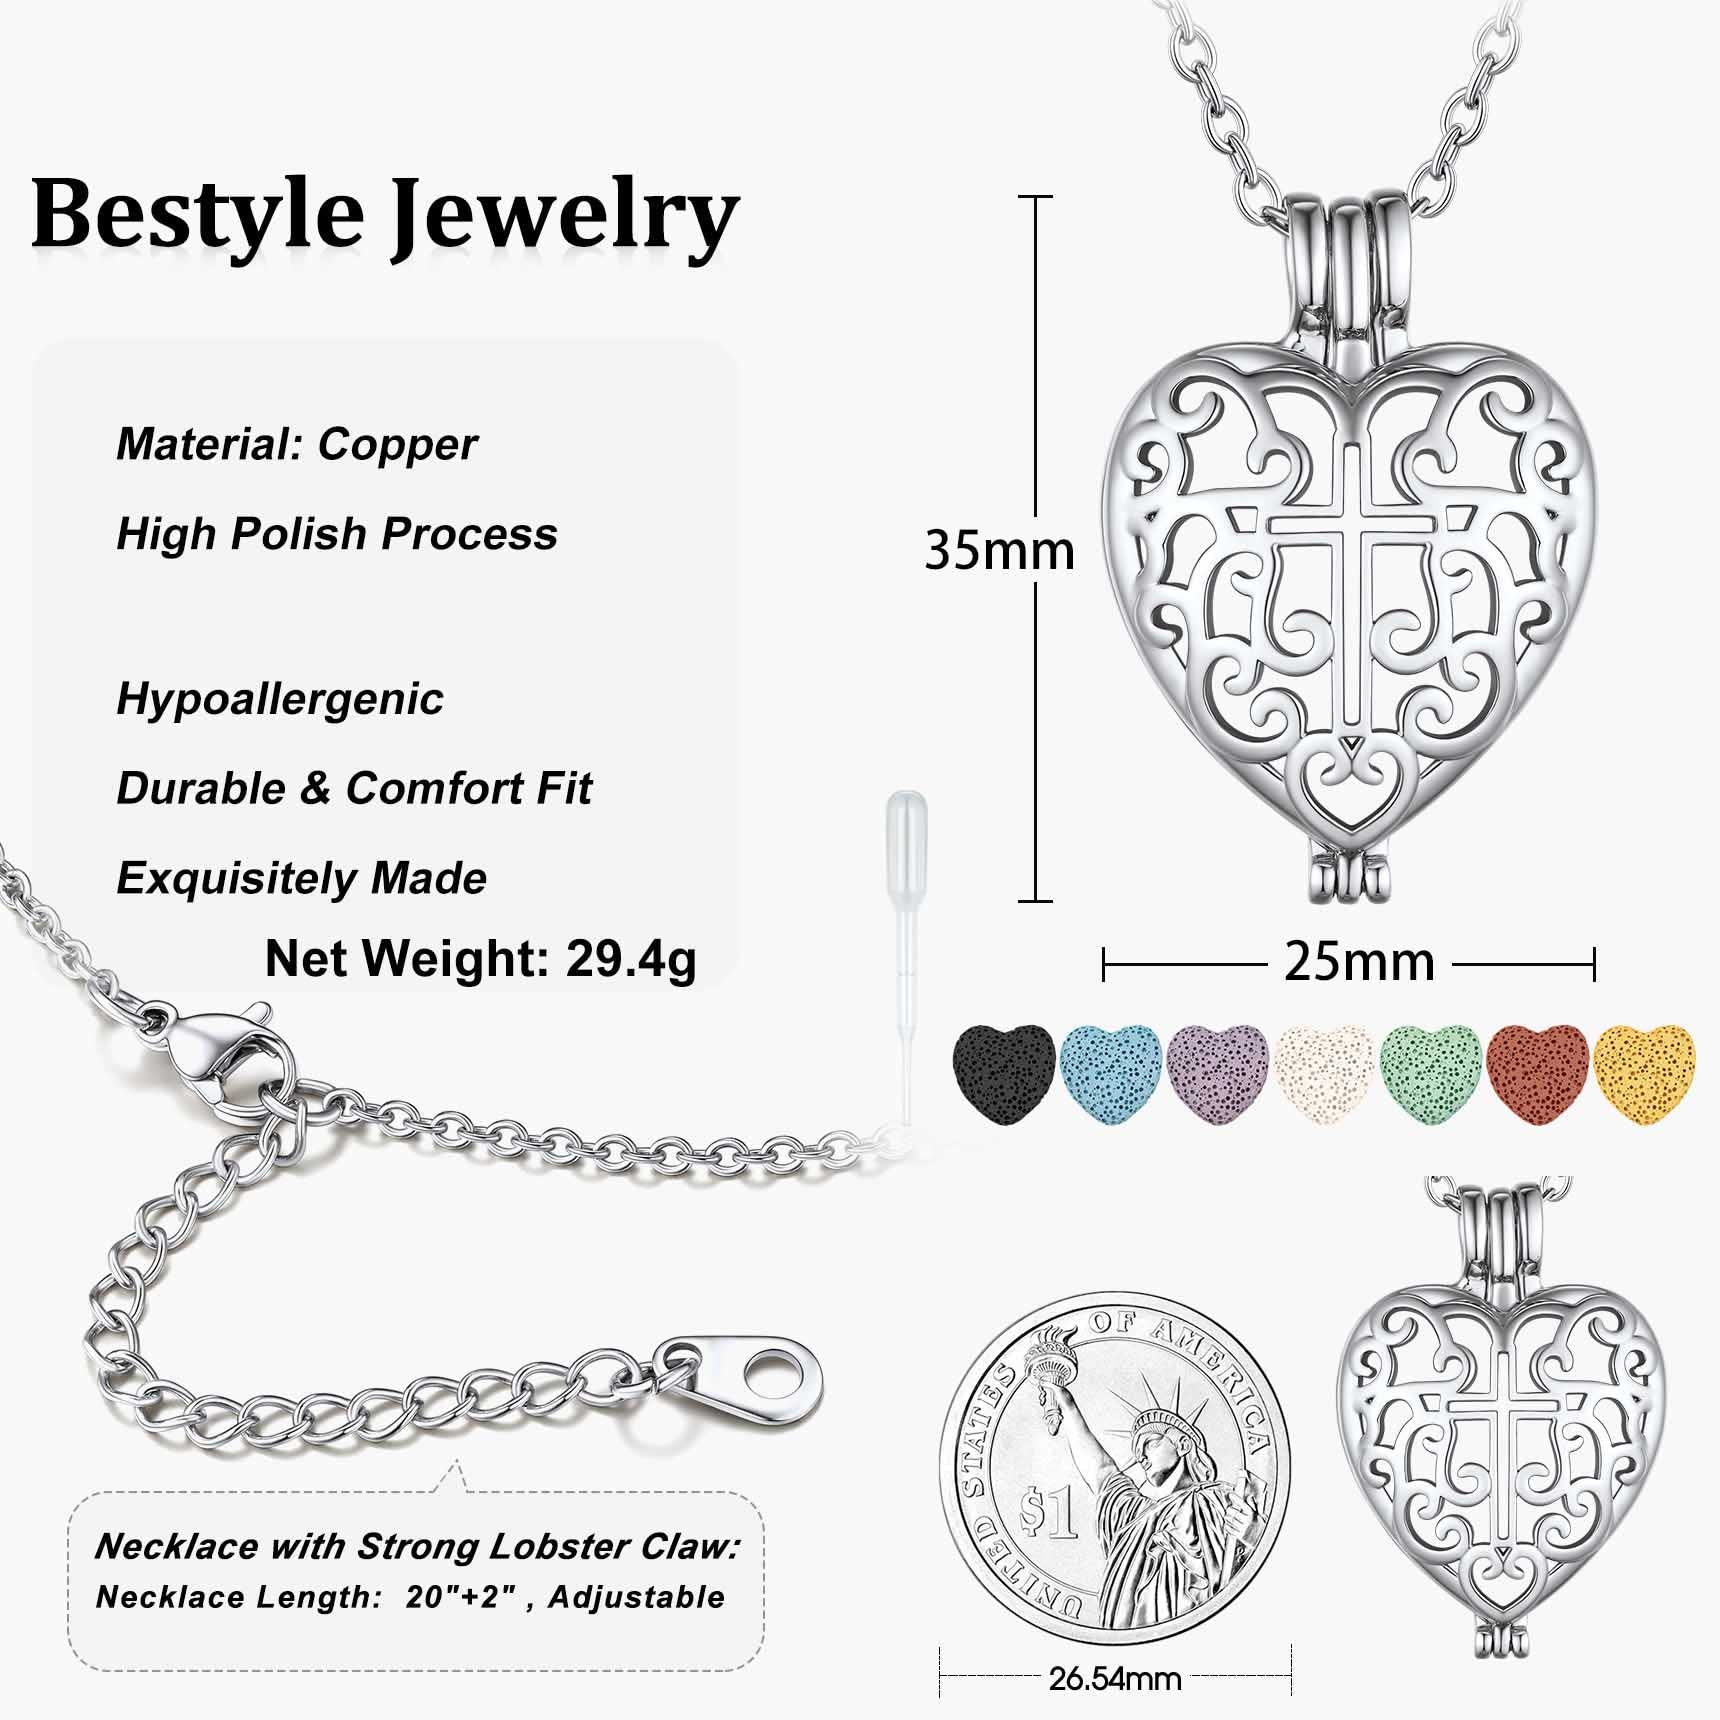 Bestyle Jewelry
Material: Copper
High Polish Process
Hypoallergenic
Durable & Comfort Fit
Exquisitely Made
Net Weight: 29.4g
35mm
25mm
UNITED STATES OF AMERICA
$1
26.54mm
Necklace with Strong Lobster Claw:
Necklace Length: 20"+2" , Adjustable